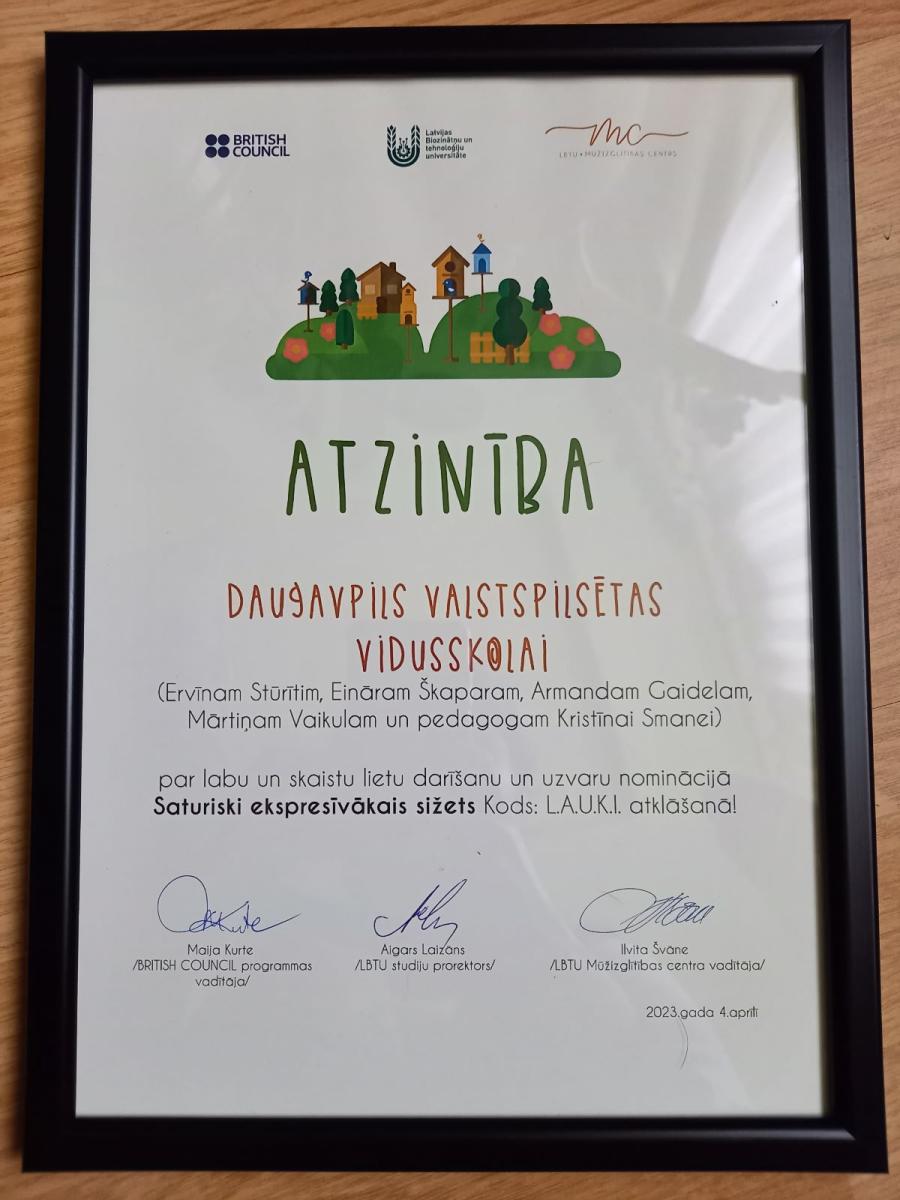 BRITISH
COUNCIL
Latvijas
Biozinātņu un
tehnoloģiju
universitāte
mc
LBTU • MŪŽIZGLĪTĪBAS CENTRS
ATZINĪBA
DAUGAVPILS VALSTSPILSĒTAS
VIDUSSKOLAI
(Ervīnam Stūrītim, Eināram Škaparam, Armandam Gaidelam,
Mārtiņam Vaikulam un pedagogam Kristīnai Smanei)
par labu un skaistu lietu darīšanu un uzvaru nominācijā
Saturiski ekspresīvākais sižets Kods: L.A.U.K.I. atklāšanā!
Maija Kurte
/BRITISH COUNCIL programmas
vadītāja/
Aigars Laizāns
/LBTU studiju prorektors/
Ilvita Švāne
/LBTU Mūžizglītības centra vadītāja/
2023.gada 4.aprīlī